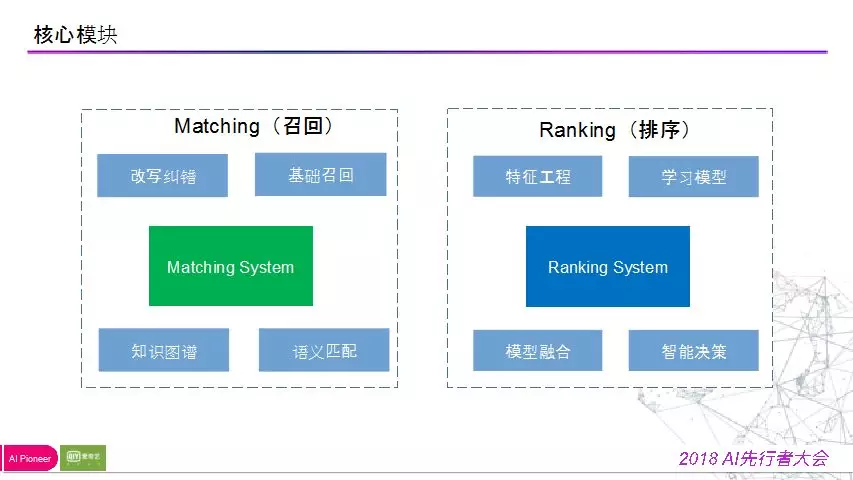 核心模块
Matching（召回）
改写纠错
基础召回
Matching System
知识图谱
语义匹配
Ranking（排序）
特征工程
学习模型
Ranking System
模型融合
智能决策
AI Pioneer
QIY 爱奇艺
2018 AI先行者大会